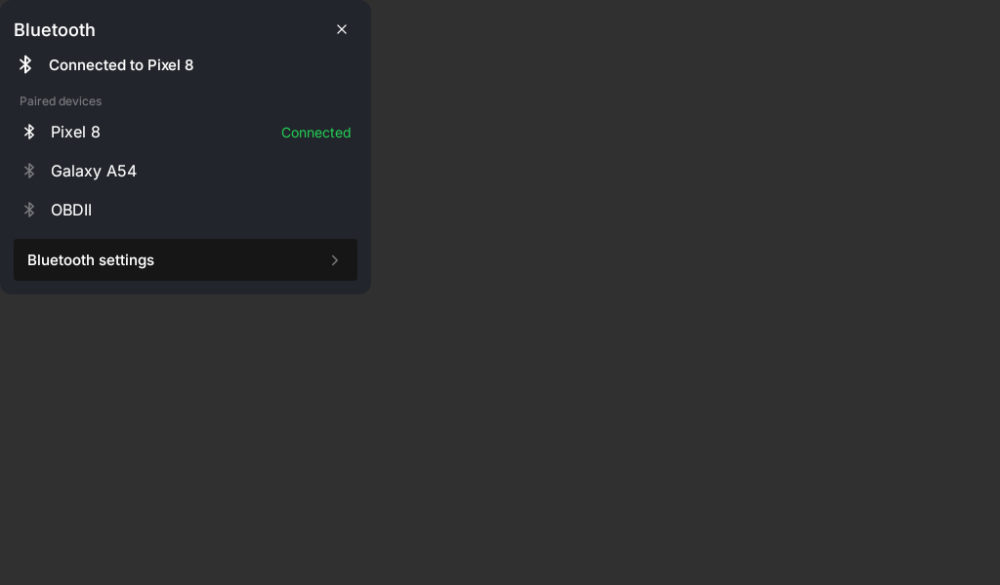 Bluetooth
Connected to Pixel 8
Paired devices
Pixel 8 Connected
Galaxy A54
OBDII
Bluetooth settings